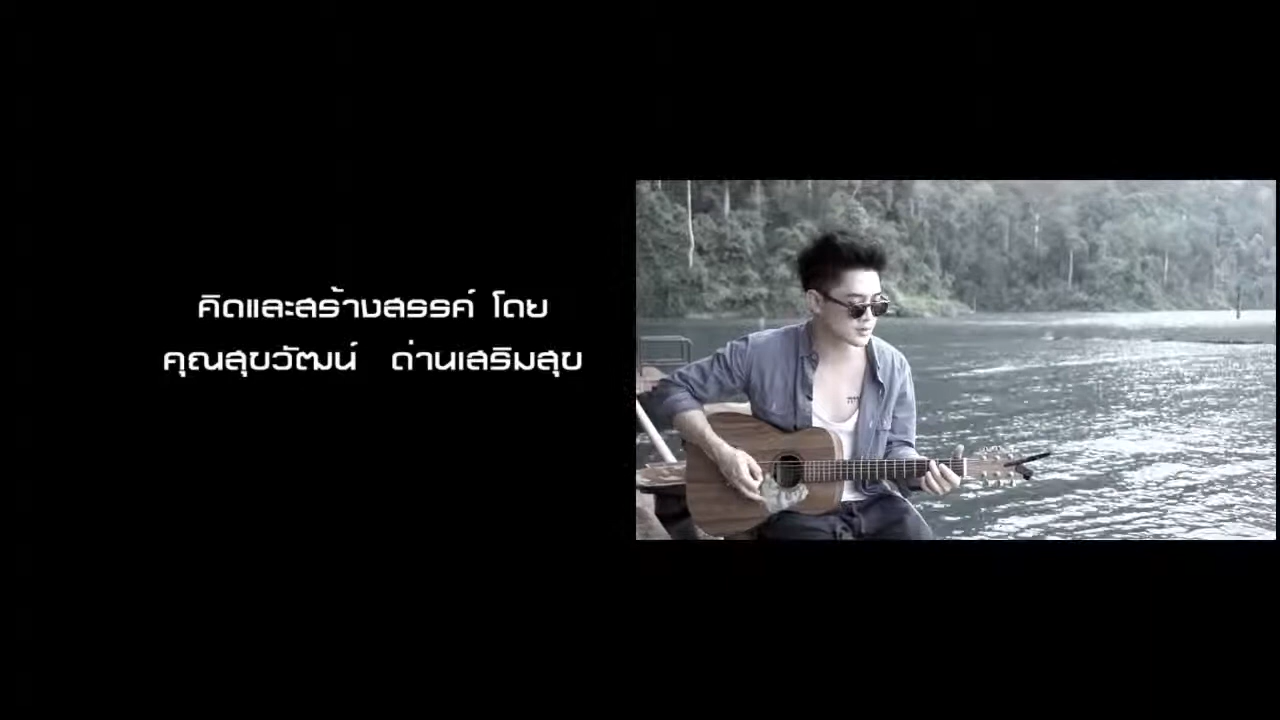 คิดและสร้างสรรค์ โดย
คุณสุขวัฒน์ ด่านเสริมสุข